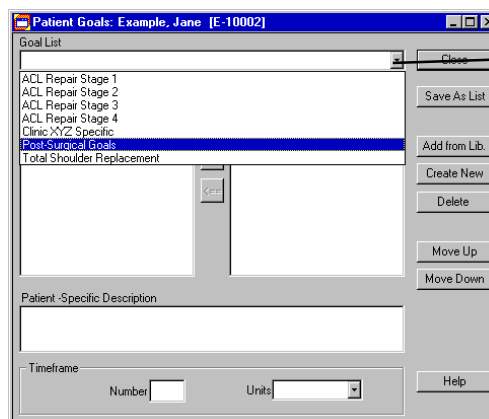 Patient Goals: Example, Jane [E-10002]
Goal List
Close
ACL Repair Stage 1
ACL Repair Stage 2
ACL Repair Stage 3
ACL Repair Stage 4
Clinic XYZ Specific
Post-Surgical Goals
Total Shoulder Replacement
Save As List
Add from Lib.
Create New
Delete
<==
Move Up
Move Down
Patient -Specific Description
Timeframe
Number
Units
Help